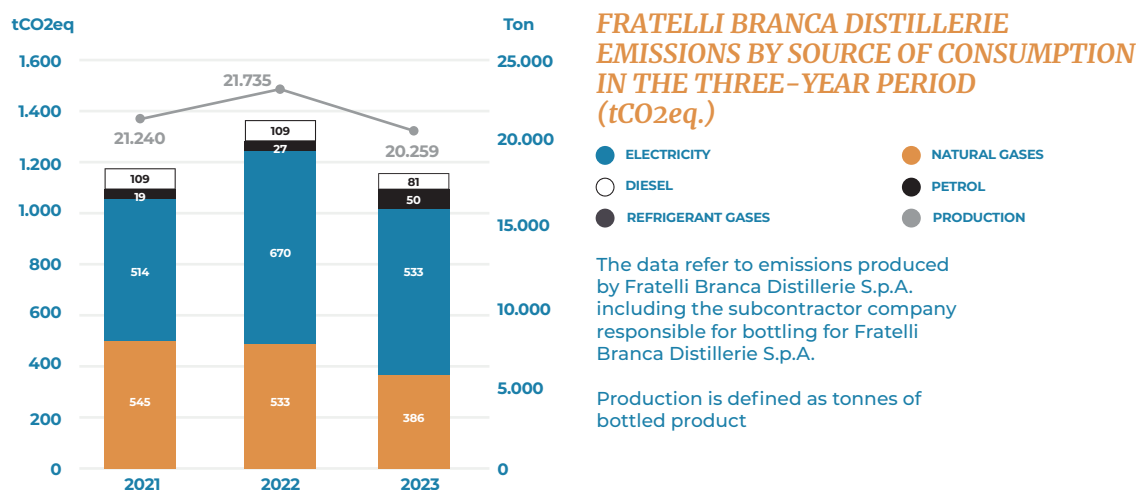 tCO2eq
Ton
1.600
1.400
1.200
1.000
800
600
400
200
0
25.000
20.000
15.000
10.000
5.000
0
21.240
21.735
20.259
109
19
514
545
109
27
670
533
81
50
533
386
2021
2022
2023
FRATELLI BRANCA DISTILLERIE
EMISSIONS BY SOURCE OF CONSUMPTION
IN THE THREE-YEAR PERIOD
(tCO2eq.)
ELECTRICITY
NATURAL GASES
DIESEL
PETROL
REFRIGERANT GASES
PRODUCTION
The data refer to emissions produced
by Fratelli Branca Distillerie S.p.A.
including the subcontractor company
responsible for bottling for Fratelli
Branca Distillerie S.p.A.
Production is defined as tonnes of
bottled product